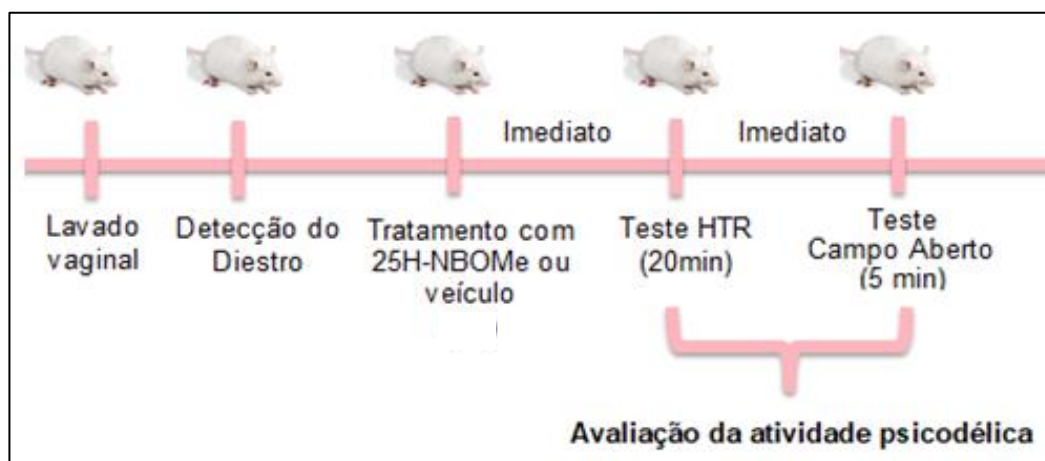 Imediato
Imediato
Lavado
vaginal
Detecção do
Diestro
Tratamento com
25H-NBOMe ou
veículo
Teste HTR
(20min)
Teste
Campo Aberto
(5 min)
Avaliação da atividade psicodélica